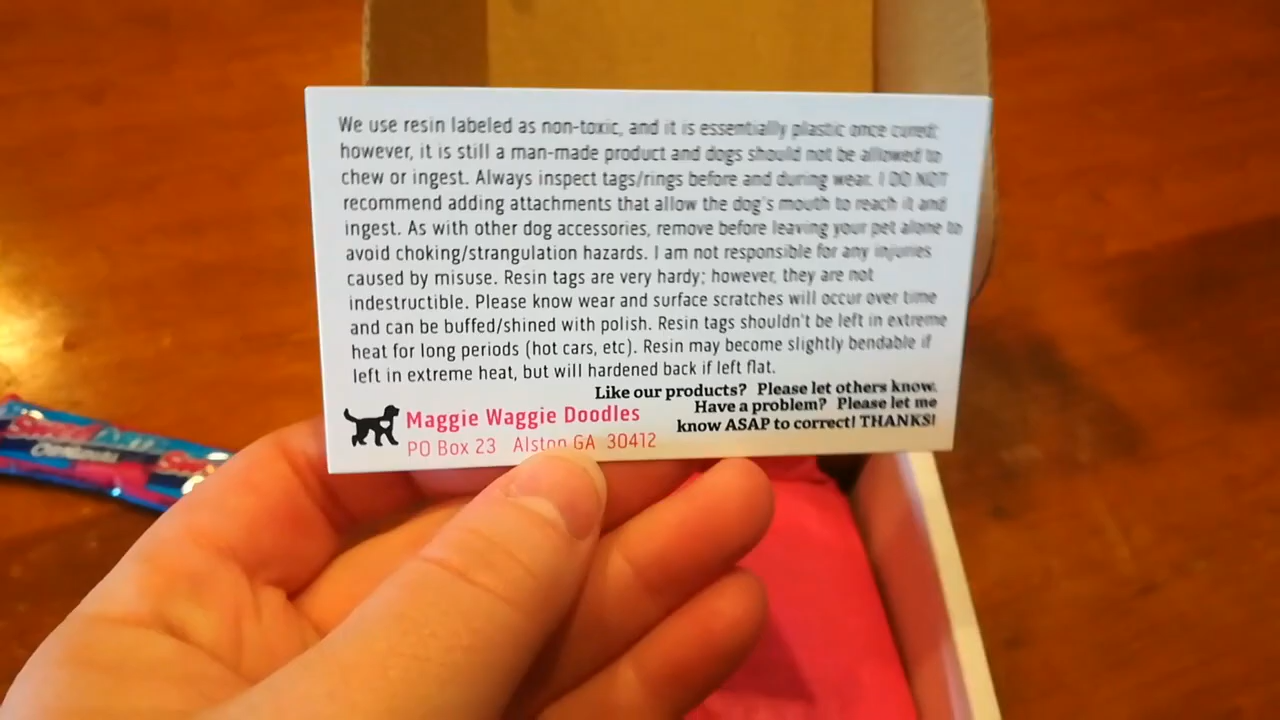 We use resin labeled as non-toxic, and it is essentially plastic once cured;
however, it is still a man-made product and dogs should not be allowed to
chew or ingest. Always inspect tags/rings before and during wear. I DO NOT
recommend adding attachments that allow the dog's mouth to reach it and
ingest. As with other dog accessories, remove before leaving your pet alone to
avoid choking/strangulation hazards. I am not responsible for any injuries
caused by misuse. Resin tags are very hardy; however, they are not
indestructible. Please know wear and surface scratches will occur over time
and can be buffed/shined with polish. Resin tags shouldn't be left in extreme
heat for long periods (hot cars, etc). Resin may become slightly bendable if
left in extreme heat, but will hardened back if left flat.
Like our products? Please let others know.
Have a problem? Please let me
know ASAP to correct! THANKS!
Maggie Waggie Doodles
PO Box 23 Alston GA 30412